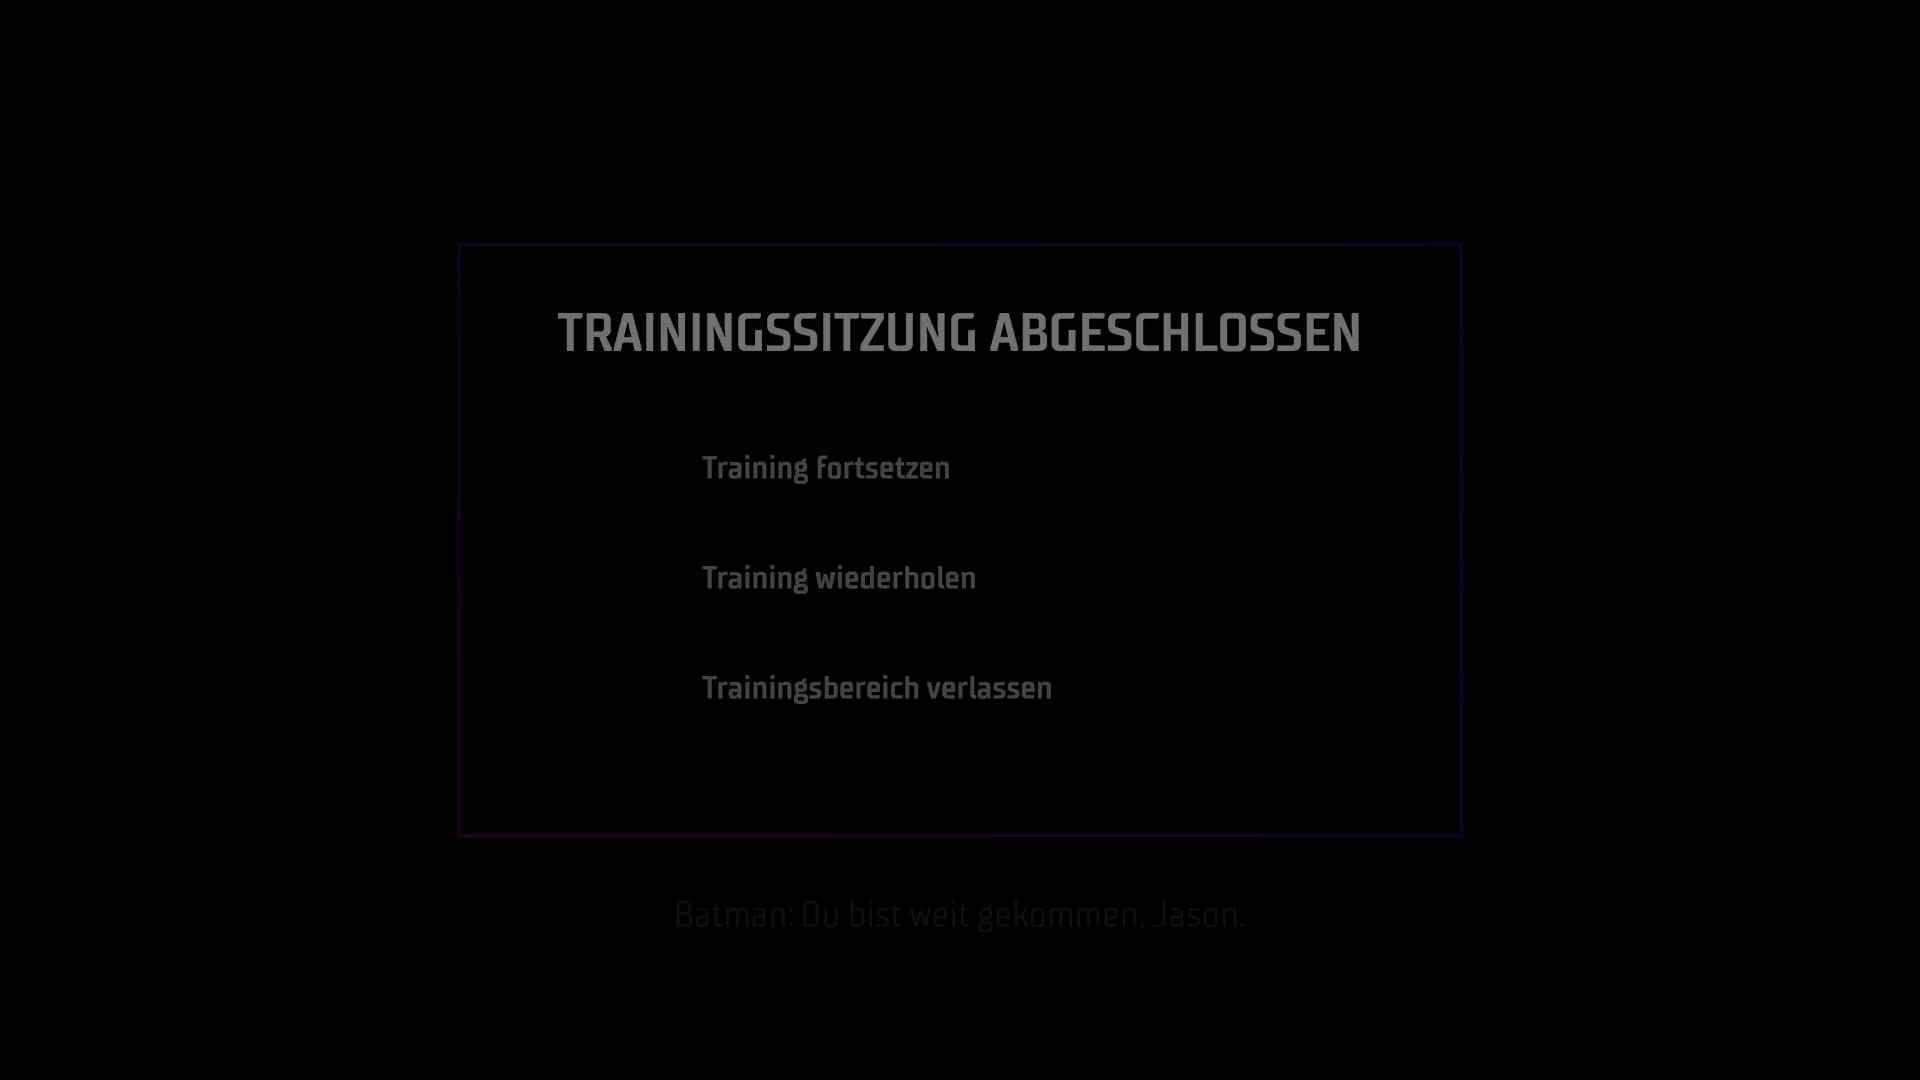 TRAININGSSITZUNG ABGESCHLOSSEN
Training fortsetzen
Training wiederholen
Trainingsbereich verlassen
Batman: Du bist weit gekommen, Jason.